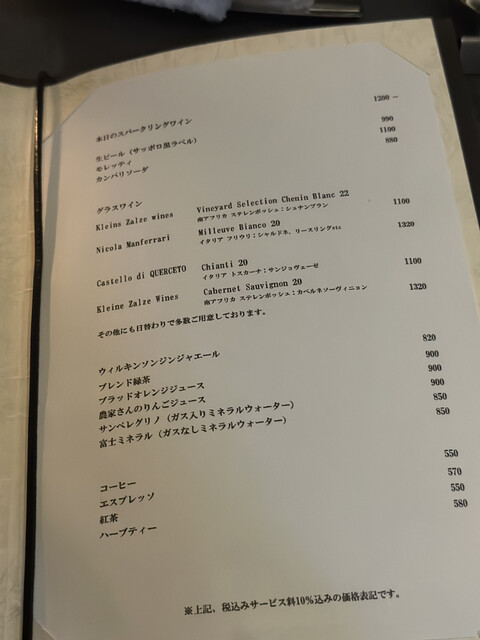 本日のスパークリングワイン 1200 ～
生ビール（サッポロ黒ラベル） 990
モレッティ 1100
カンパリソーダ 880
グラスワイン
Kleins Zalze wines Vineyard Selection Chenin Blanc 22 1100
南アフリカ ステレンボッシュ：シュナンブラン
Nicola Manferrari Milleuve Bianco 20 1320
イタリア フリウリ：シャルドネ、リースリングetc
Castello di QUERCETO Chianti 20 1100
イタリア トスカーナ：サンジョヴェーゼ
Kleine Zalze Wines Cabernet Sauvignon 20 1320
南アフリカ ステレンボッシュ：カベルネソーヴィニョン
その他にも日替わりで多数ご用意しております。
ウィルキンソンジンジャエール 820
ブレンド緑茶 900
ブラッドオレンジジュース 900
農家さんのりんごジュース 900
サンペレグリノ（ガス入りミネラルウォーター） 850
富士ミネラル（ガスなしミネラルウォーター） 850
コーヒー 550
エスプレッソ 570
紅茶 550
ハーブティー 580
※上記、税込みサービス料10％込みの価格表記です。